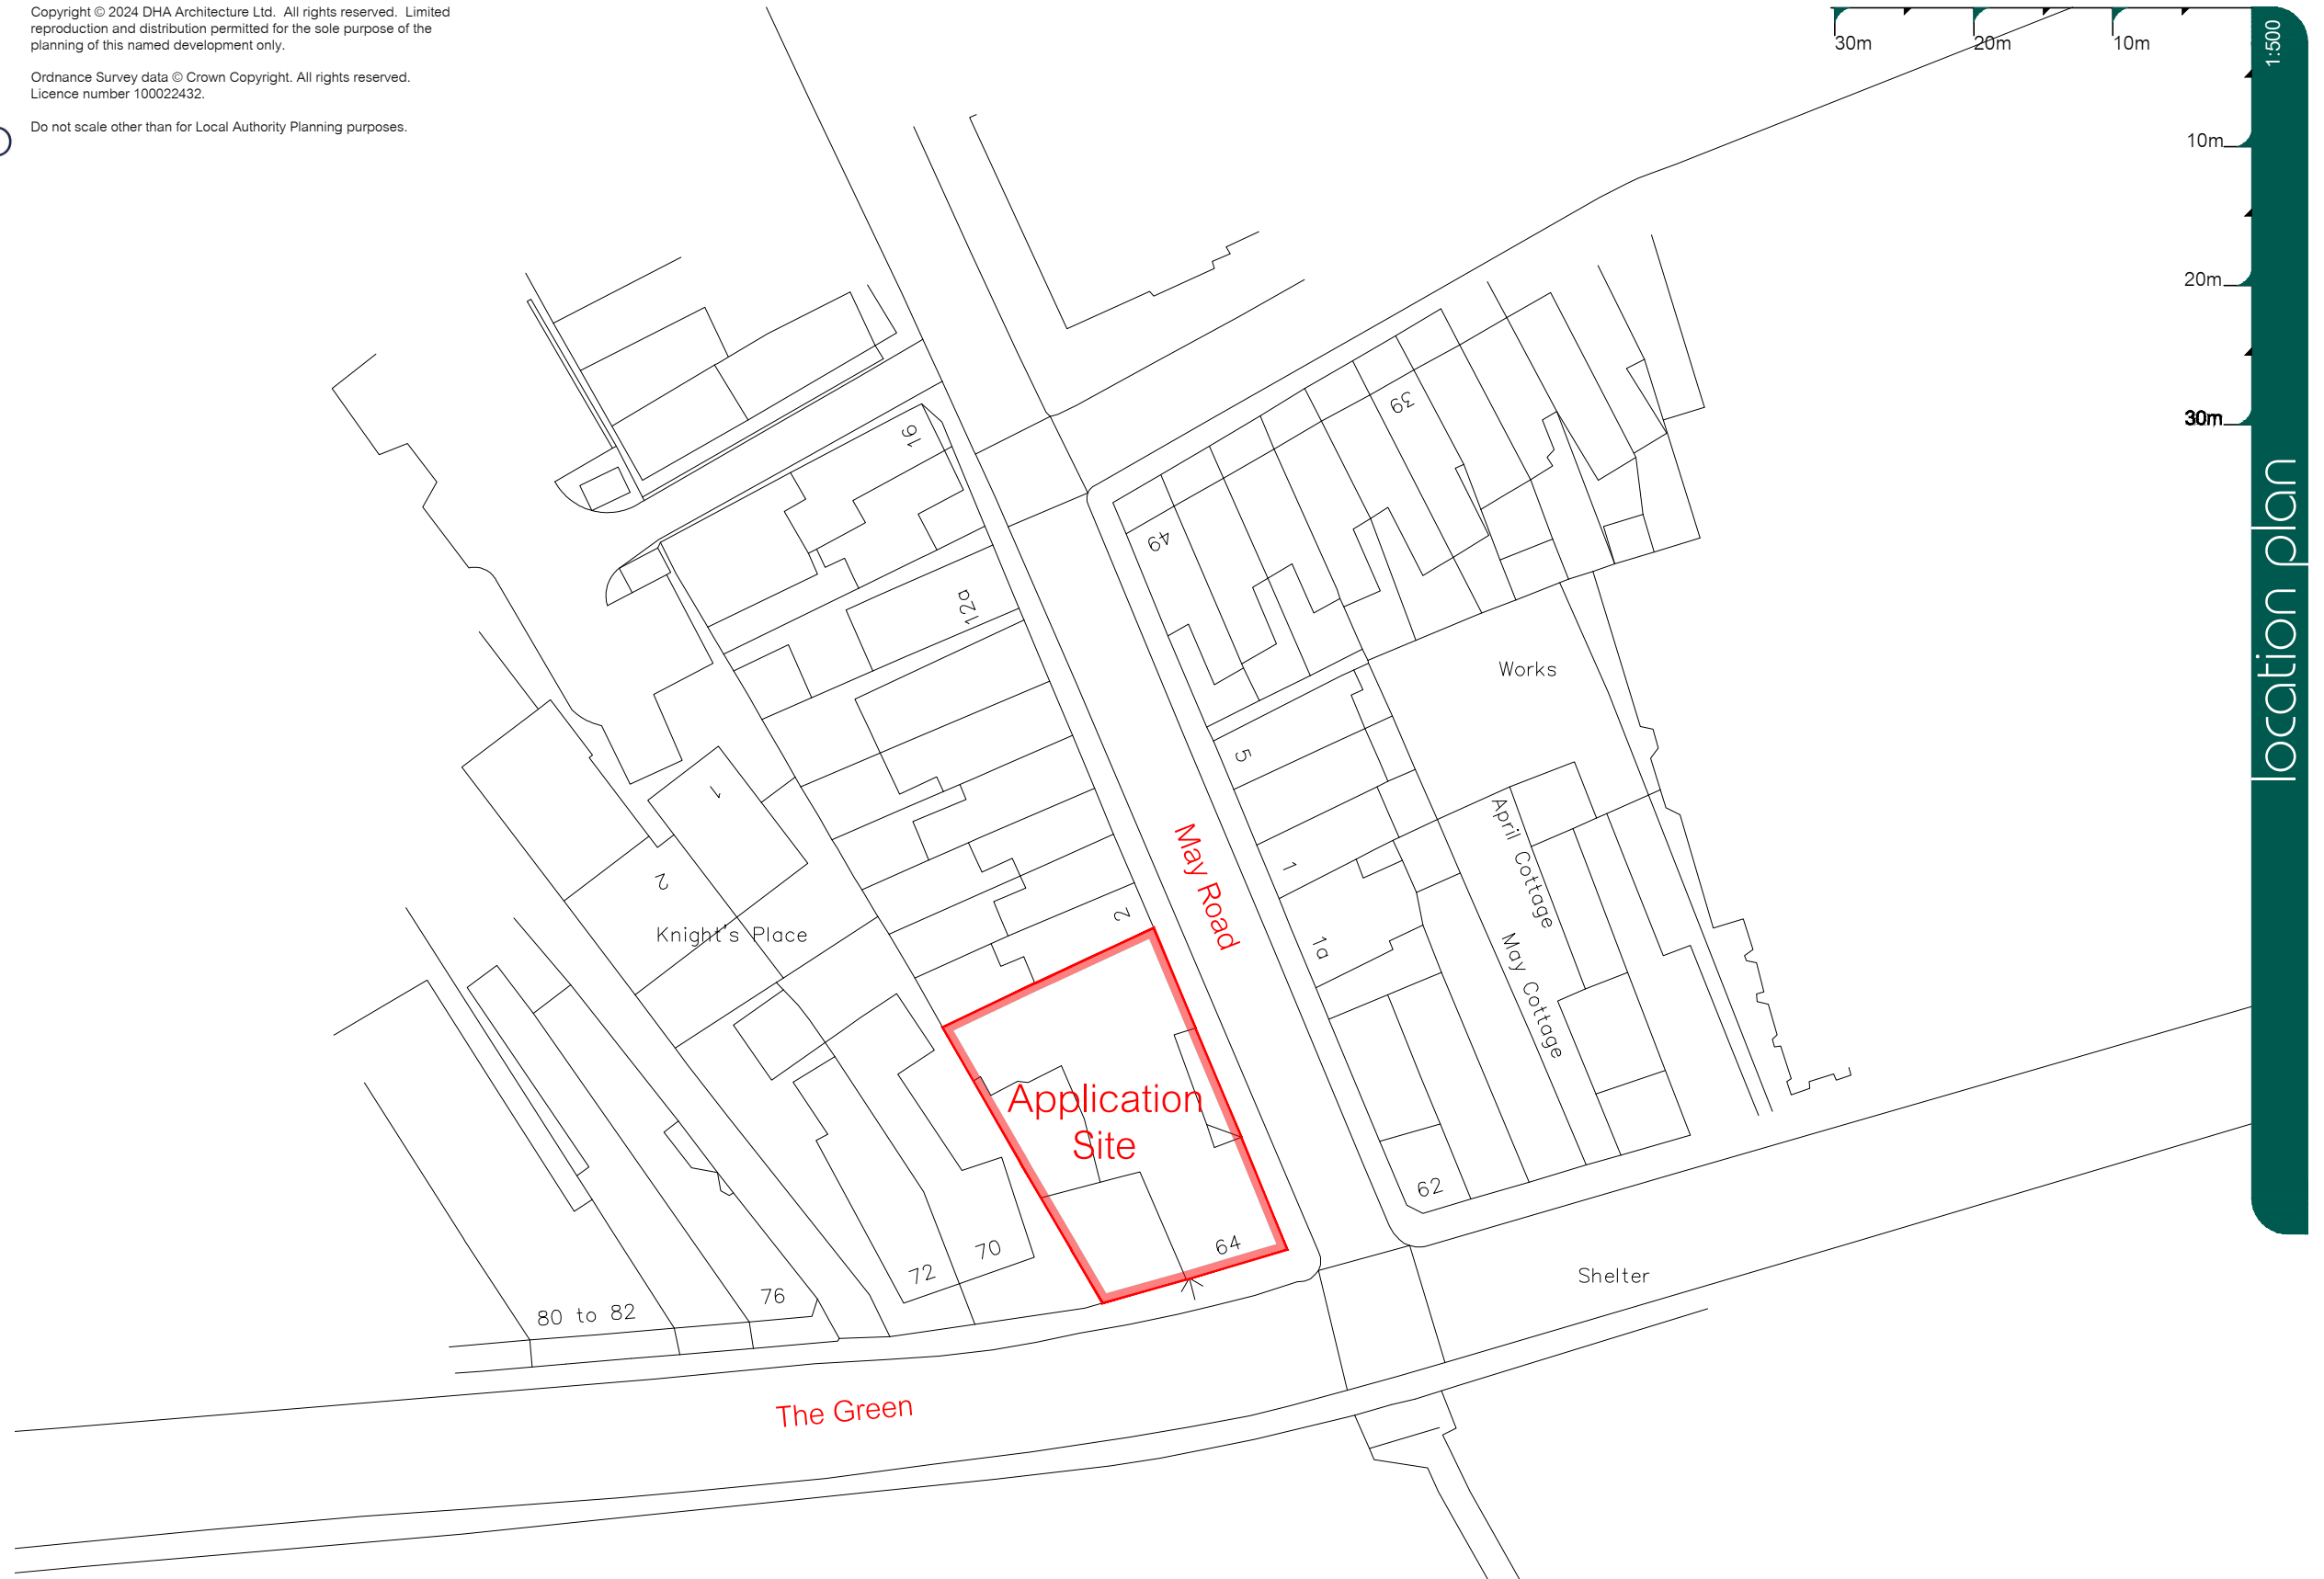 Copyright © 2024 DHA Architecture Ltd.  All rights reserved.  Limited
reproduction and distribution permitted for the sole purpose of the
planning of this named development only.
Ordnance Survey data © Crown Copyright. All rights reserved.
Licence number 100022432.
Do not scale other than for Local Authority Planning purposes.
30m
20m
10m
1:500
10m
20m
30m
location plan
16
39
49
12a
Works
5
1
2
Knight's Place
May Road
1
April Cottage
2
1a
May Cottage
Application
Site
62
64
70
72
76
80 to 82
Shelter
The Green